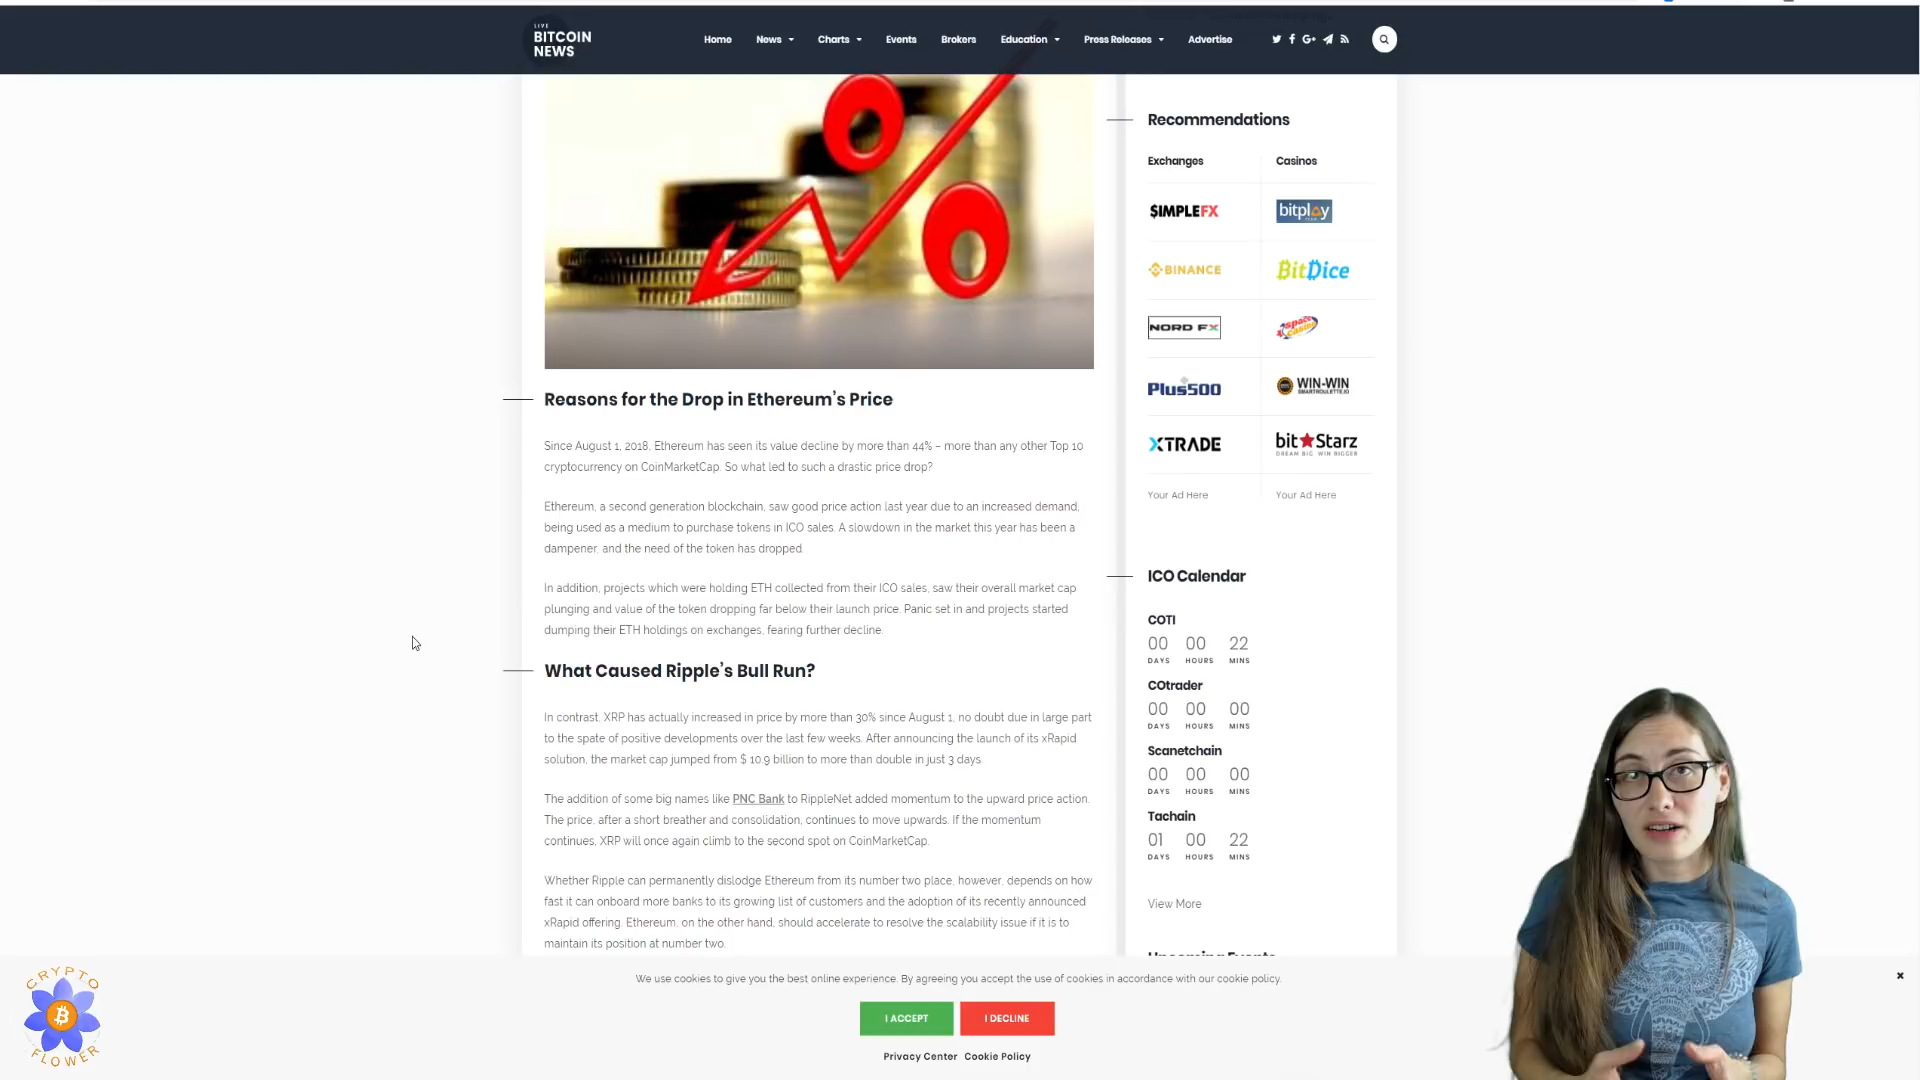 LIVE
BITCOIN
NEWS
Home News Charts Events Brokers Education Press Releases Advertise
Recommendations
Exchanges Casinos
$IMPLEFX bitplay
BINANCE BitDice
NORD FX space casino
Plus500 WIN-WIN
SMARTROULETTE.IO
XTRADE bitStarz
DREAM BIG. WIN BIGGER.
Your Ad Here Your Ad Here
Reasons for the Drop in Ethereum's Price
Since August 1, 2018, Ethereum has seen its value decline by more than 44% – more than any other Top 10
cryptocurrency on CoinMarketCap. So what led to such a drastic price drop?
Ethereum, a second generation blockchain, saw good price action last year due to an increased demand,
being used as a medium to purchase tokens in ICO sales. A slowdown in the market this year has been a
dampener, and the need of the token has dropped.
In addition, projects which were holding ETH collected from their ICO sales, saw their overall market cap
plunging and value of the token dropping far below their launch price. Panic set in and projects started
dumping their ETH holdings on exchanges, fearing further decline.
What Caused Ripple's Bull Run?
In contrast, XRP has actually increased in price by more than 30% since August 1, no doubt due in large part
to the spate of positive developments over the last few weeks. After announcing the launch of its xRapid
solution, the market cap jumped from $ 10.9 billion to more than double in just 3 days.
The addition of some big names like PNC Bank to RippleNet added momentum to the upward price action.
The price, after a short breather and consolidation, continues to move upwards. If the momentum
continues, XRP will once again climb to the second spot on CoinMarketCap.
Whether Ripple can permanently dislodge Ethereum from its number two place, however, depends on how
fast it can onboard more banks to its growing list of customers and the adoption of its recently announced
xRapid offering. Ethereum, on the other hand, should accelerate to resolve the scalability issue if it is to
maintain its position at number two.
ICO Calendar
COTI
00 00 22
DAYS HOURS MINS
COtrader
00 00 00
DAYS HOURS MINS
Scanetchain
00 00 00
DAYS HOURS MINS
Tachain
01 00 22
DAYS HOURS MINS
View More
Upcoming Events
We use cookies to give you the best online experience. By agreeing you accept the use of cookies in accordance with our cookie policy.
I ACCEPT I DECLINE
Privacy Center Cookie Policy
CRYPTO
FLOWER